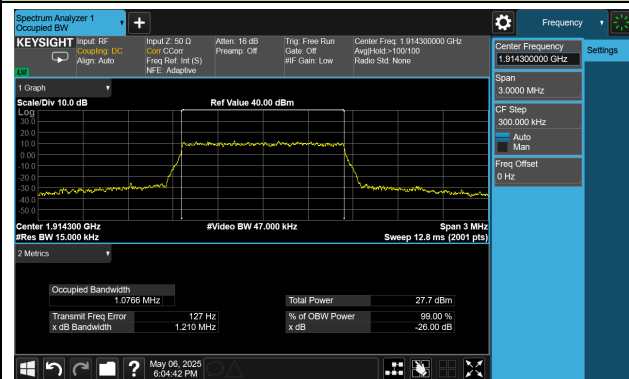 Spectrum Analyzer 1
Occupied BW
Frequency
KEYSIGHT
Input: RF
Coupling: DC
Align: Auto
Input Z: 50 Ω
Corr CCorr
Freq Ref: Int (S)
NFE: Adaptive
Atten: 16 dB
Preamp: Off
Trig: Free Run
Gate: Off
#IF Gain: Low
Center Freq: 1.914300000 GHz
Avg|Hold:>100/100
Radio Std: None
Center Frequency
1.914300000 GHz
Settings
Span
3.0000 MHz
CF Step
300.000 kHz
Auto
Man
Freq Offset
0 Hz
1 Graph
Scale/Div 10.0 dB
Ref Value 40.00 dBm
Log
30.0
20.0
10.0
0.00
-10.0
-20.0
-30.0
-40.0
-50.0
Center 1.914300 GHz
#Video BW 47.000 kHz
Span 3 MHz
#Res BW 15.000 kHz
Sweep 12.8 ms (2001 pts)
2 Metrics
Occupied Bandwidth
1.0766 MHz
Total Power 27.7 dBm
Transmit Freq Error 127 Hz
% of OBW Power 99.00 %
x dB Bandwidth 1.210 MHz
x dB -26.00 dB
May 06, 2025
6:04:42 PM